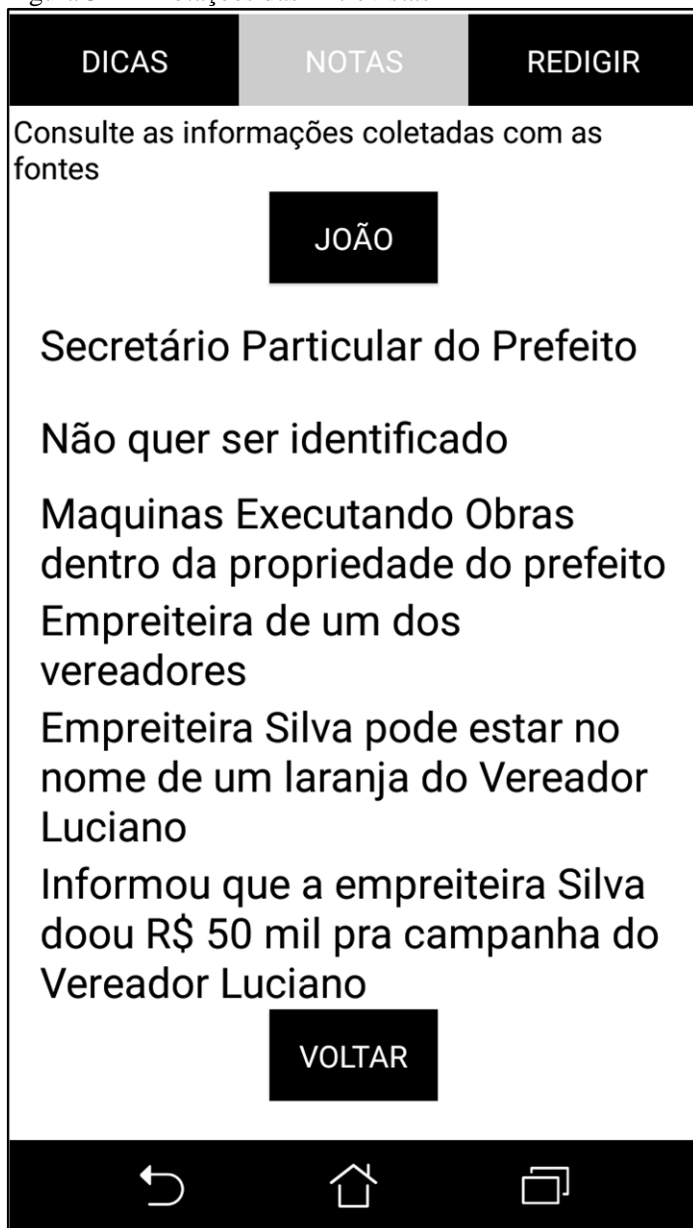 DICAS NOTAS REDIGIR
Consulte as informações coletadas com as
fontes
JOÃO
Secretário Particular do Prefeito
Não quer ser identificado
Maquinas Executando Obras
dentro da propriedade do prefeito
Empreiteira de um dos
vereadores
Empreiteira Silva pode estar no
nome de um laranja do Vereador
Luciano
Informou que a empreiteira Silva
doou R$ 50 mil pra campanha do
Vereador Luciano
VOLTAR